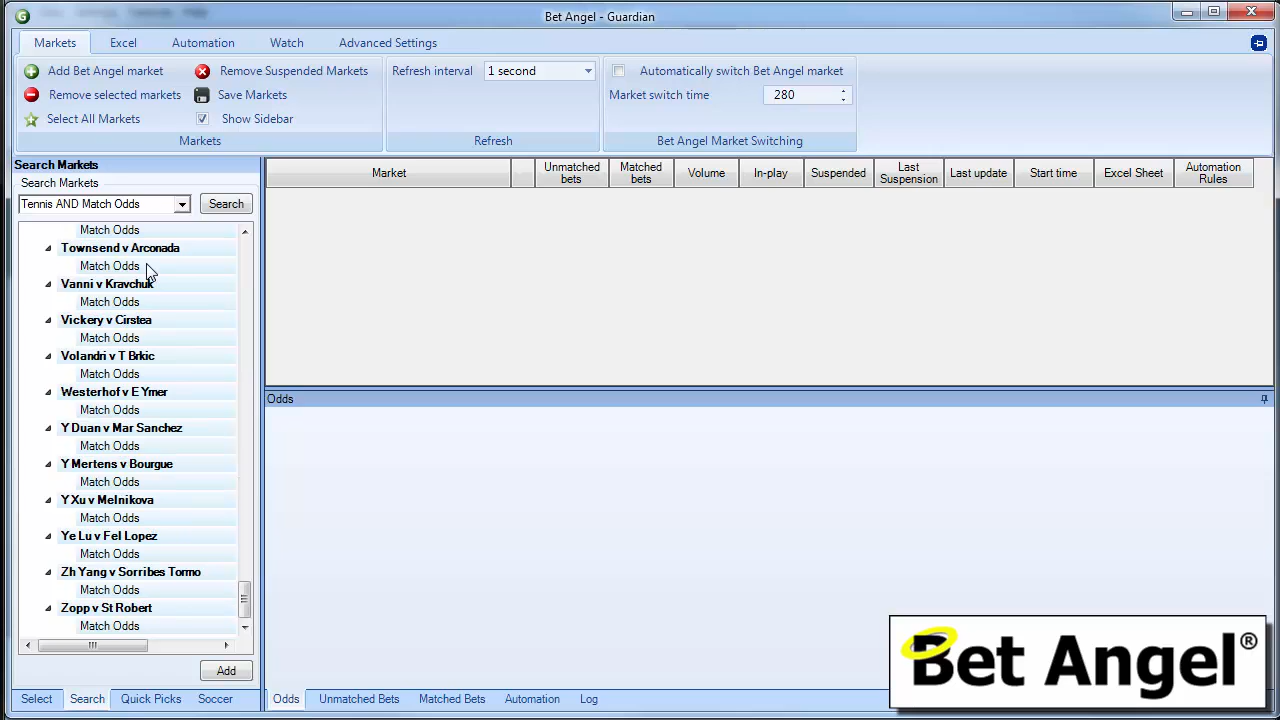 Bet Angel - Guardian
Markets
Excel
Automation
Watch
Advanced Settings
Add Bet Angel market
Remove Suspended Markets
Refresh interval
1 second
Automatically switch Bet Angel market
Remove selected markets
Save Markets
Market switch time
280
Select All Markets
Show Sidebar
Markets
Refresh
Bet Angel Market Switching
Search Markets
Search Markets
Tennis AND Match Odds
Search
Match Odds
Townsend v Arconada
Match Odds
Vanni v Kravchuk
Match Odds
Vickery v Cirstea
Match Odds
Volandri v T Brkic
Match Odds
Westerhof v E Ymer
Match Odds
Y Duan v Mar Sanchez
Match Odds
Y Mertens v Bourgue
Match Odds
Y Xu v Melnikova
Match Odds
Ye Lu v Fel Lopez
Match Odds
Zh Yang v Sorribes Tormo
Match Odds
Zopp v St Robert
Match Odds
Add
Select
Search
Quick Picks
Soccer
Market
Unmatched
bets
Matched
bets
Volume
In-play
Suspended
Last
Suspension
Last update
Start time
Excel Sheet
Automation
Rules
Odds
Odds
Unmatched Bets
Matched Bets
Automation
Log
Bet Angel®